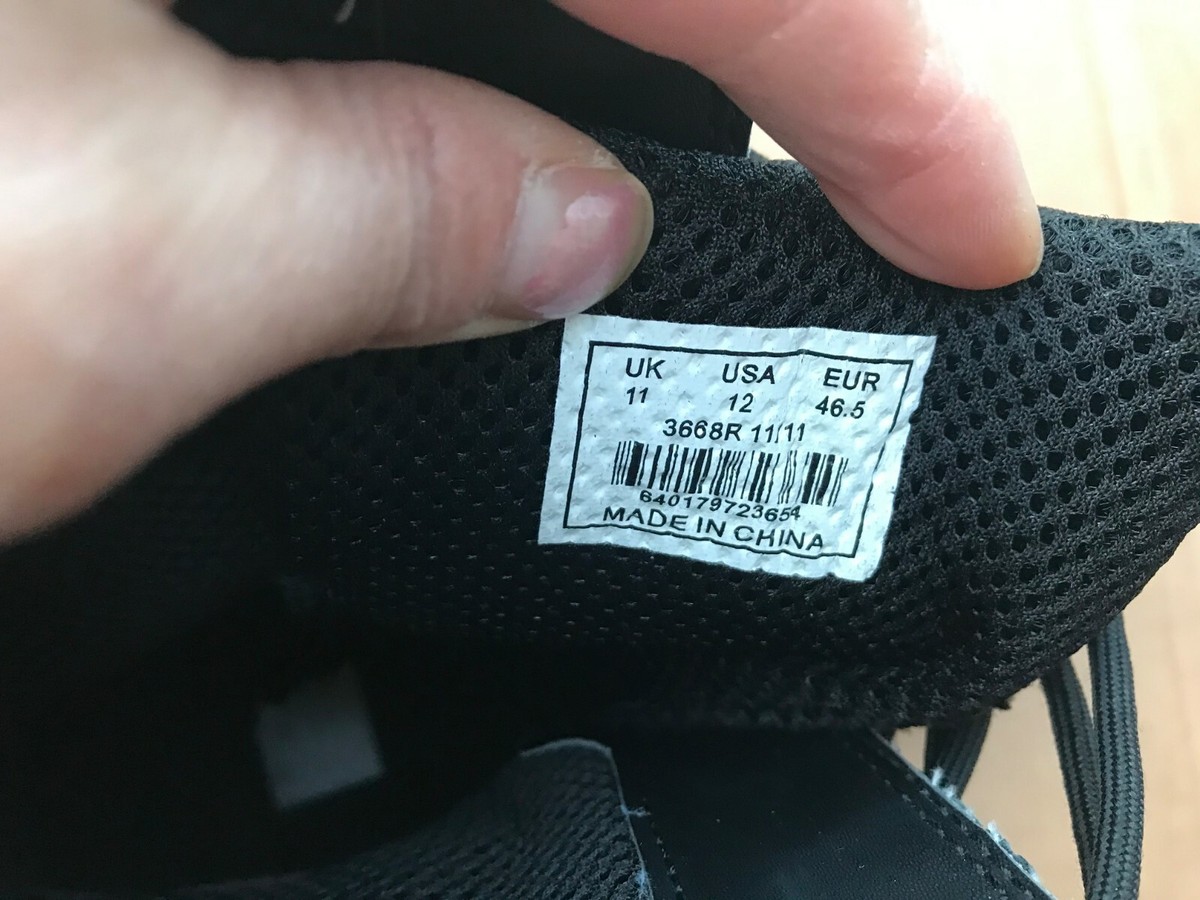 UK USA EUR
11 12 46.5
3668R 11/11
640179723654
MADE IN CHINA